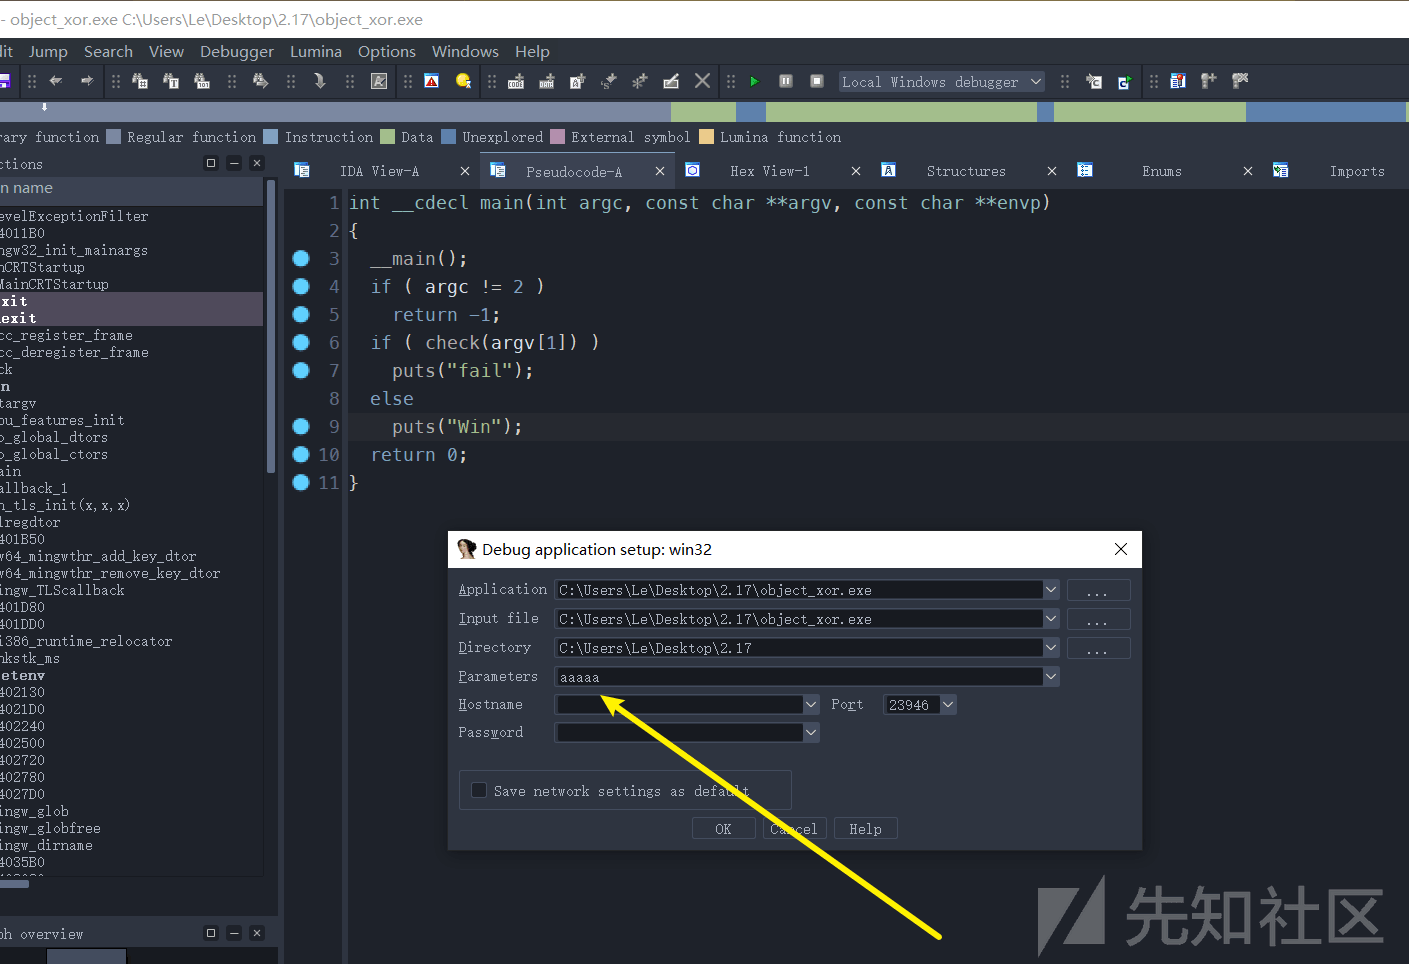 - object_xor.exe C:\Users\Le\Desktop\2.17\object_xor.exe
it Jump Search View Debugger Lumina Options Windows Help
Local Windows debugger
rary function Regular function Instruction Data Unexplored External symbol Lumina function
ctions
IDA View-A Pseudocode-A Hex View-1 Structures Enums Imports
n name
evelExceptionFilter
4011B0
ngw32_init_mainargs
nCRTStartup
MainCRTStartup
xit
exit
cc_register_frame
cc_deregister_frame
ck
n
targv
pu_features_init
o_global_dtors
o_global_ctors
ain
allback_1
n_tls_init(x,x,x)
lregdtor
401B50
w64_mingwthr_add_key_dtor
w64_mingwthr_remove_key_dtor
ingw_TLScallback
401D80
401DD0
i386_runtime_relocator
nkstk_ms
etenv
402130
4021D0
402240
402500
402720
402780
4027D0
ingw_glob
ingw_globfree
ingw_dirname
4035B0
ph overview
1 int __cdecl main(int argc, const char **argv, const char **envp)
2 {
3 __main();
4 if ( argc != 2 )
5 return -1;
6 if ( check(argv[1]) )
7 puts("fail");
8 else
9 puts("Win");
10 return 0;
11 }
Debug application setup: win32
Application C:\Users\Le\Desktop\2.17\object_xor.exe ...
Input file C:\Users\Le\Desktop\2.17\object_xor.exe ...
Directory C:\Users\Le\Desktop\2.17 ...
Parameters aaaaa
Hostname Port 23946
Password
Save network settings as default
OK Cancel Help
先知社区